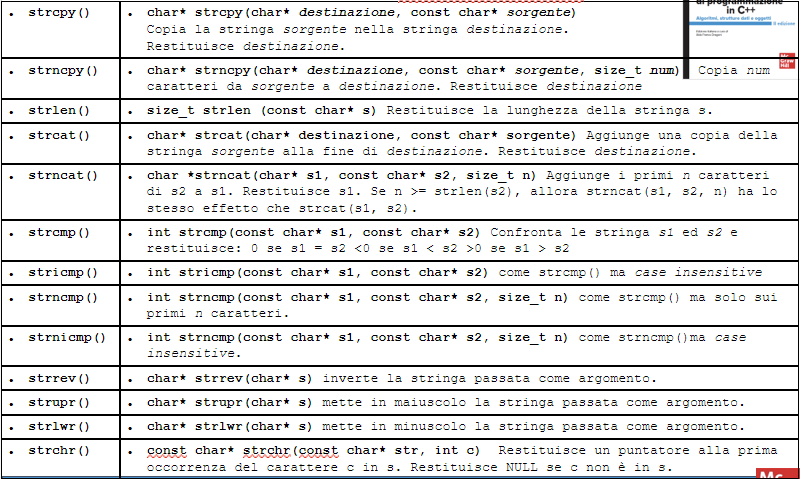 di programmazione
in C++
Algoritmi, strutture dati e oggetti
II edizione
Mc
Graw
Hill
. strcpy() . char* strcpy(char* destinazione, const char* sorgente)
Copia la stringa sorgente nella stringa destinazione.
Restituisce destinazione.
. strncpy() . char* strncpy(char* destinazione, const char* sorgente, size_t num) Copia num
caratteri da sorgente a destinazione. Restituisce destinazione
. strlen() . size_t strlen (const char* s) Restituisce la lunghezza della stringa s.
. strcat() . char* strcat(char* destinazione, const char* sorgente) Aggiunge una copia della
stringa sorgente alla fine di destinazione. Restituisce destinazione.
. strncat() . char *strncat(char* s1, const char* s2, size_t n) Aggiunge i primi n caratteri
di s2 a s1. Restituisce s1. Se n >= strlen(s2), allora strncat(s1, s2, n) ha lo
stesso effetto che strcat(s1, s2).
. strcmp() . int strcmp(const char* s1, const char* s2) Confronta le stringa s1 ed s2 e
restituisce: 0 se s1 = s2 <0 se s1 < s2 >0 se s1 > s2
. stricmp() . int stricmp(const char* s1, const char* s2) come strcmp() ma case insensitive
. strncmp() . int strncmp(const char* s1, const char* s2, size_t n) come strcmp() ma solo sui
primi n caratteri.
. strnicmp() . int strncmp(const char* s1, const char* s2, size_t n) come strncmp()ma case
insensitive.
. strrev() . char* strrev(char* s) inverte la stringa passata come argomento.
. strupr() . char* strupr(char* s) mette in maiuscolo la stringa passata come argomento.
. strlwr() . char* strlwr(char* s) mette in minuscolo la stringa passata come argomento.
. strchr() . const char* strchr(const char* str, int c) Restituisce un puntatore alla prima
occorrenza del carattere c in s. Restituisce NULL se c non è in s.
Mc